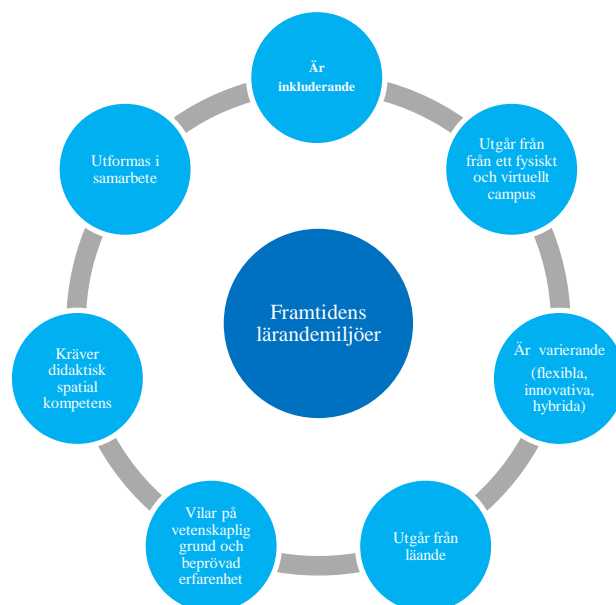 Är
inkluderande
Utgår från
från ett fysiskt
och virtuellt
campus
Är varierande
(flexibla,
innovativa,
hybrida)
Utgår från
läande
Vilar på
vetenskaplig
grund och
beprövad
erfarenhet
Kräver
didaktisk
spatial
kompetens
Utformas i
samarbete
Framtidens
lärandemiljöer